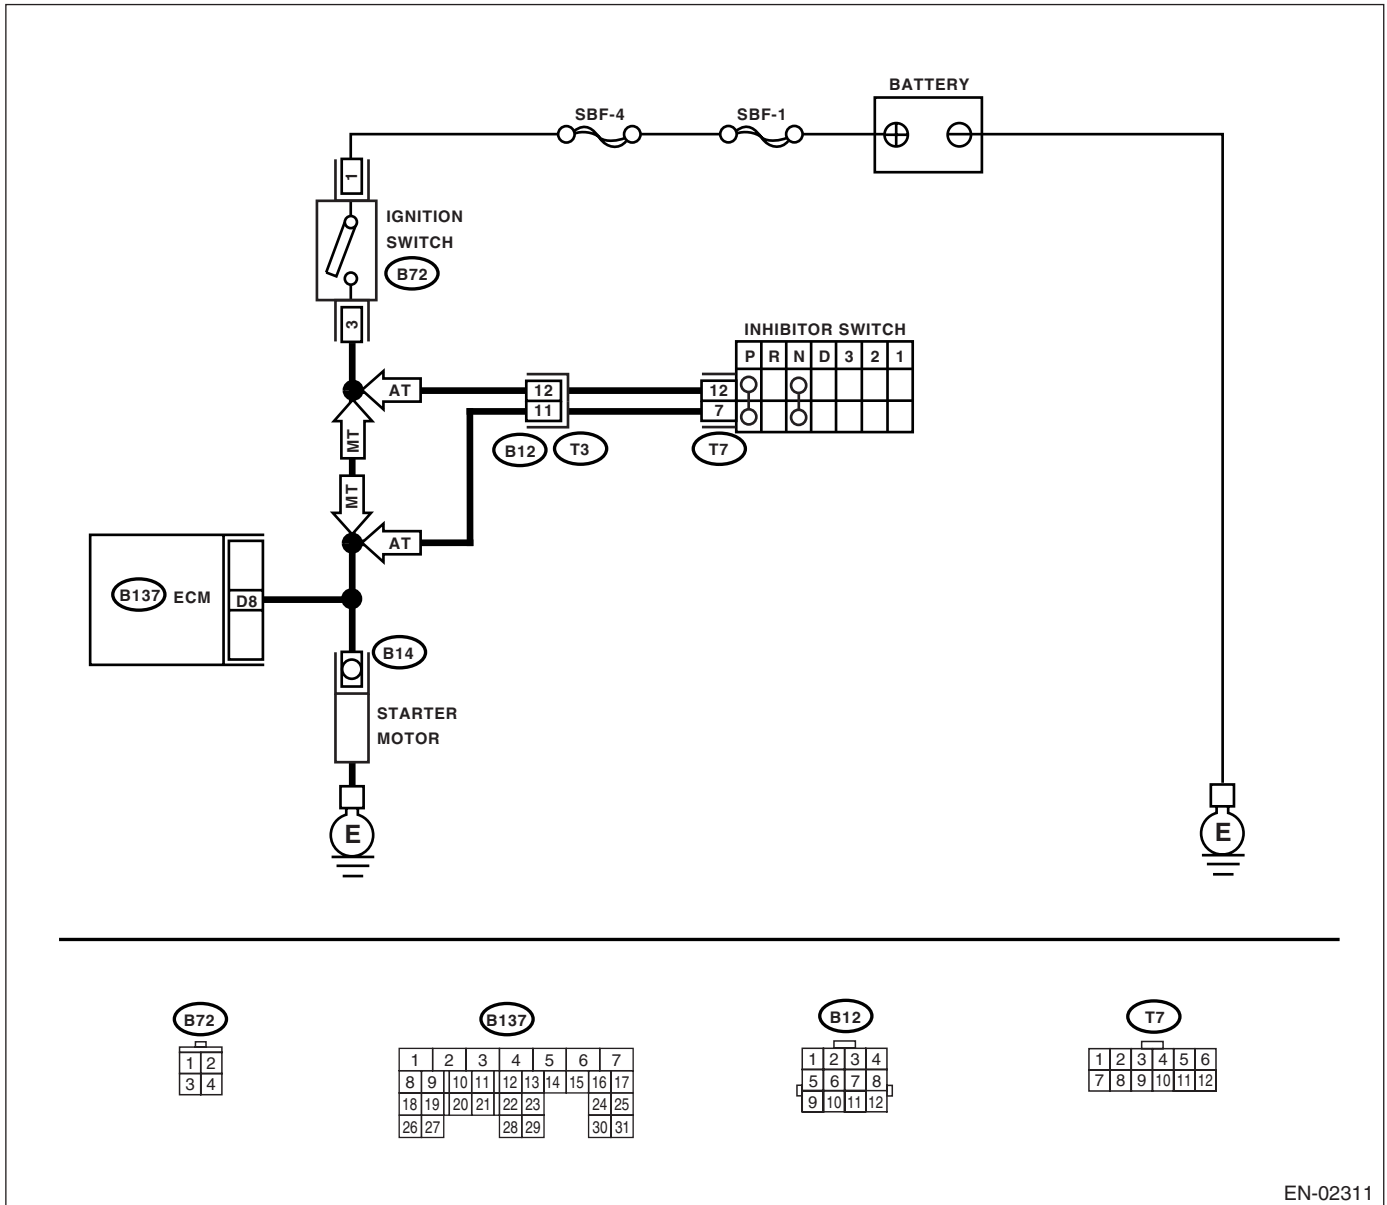 BATTERY
SBF-4 SBF-1
1
IGNITION
SWITCH
B72
3
INHIBITOR SWITCH
P R N D 3 2 1
AT 12 12
11 7
MT
B12 T3 T7
MT
AT
B137 ECM D8
B14
STARTER
MOTOR
E E
B72 B137 B12 T7
1 2
3 4
1 2 3 4 5 6 7
8 9 10 11 12 13 14 15 16 17
18 19 20 21 22 23 24 25
26 27 28 29 30 31
1 2 3 4
5 6 7 8
9 10 11 12
1 2 3 4 5 6
7 8 9 10 11 12
EN-02311